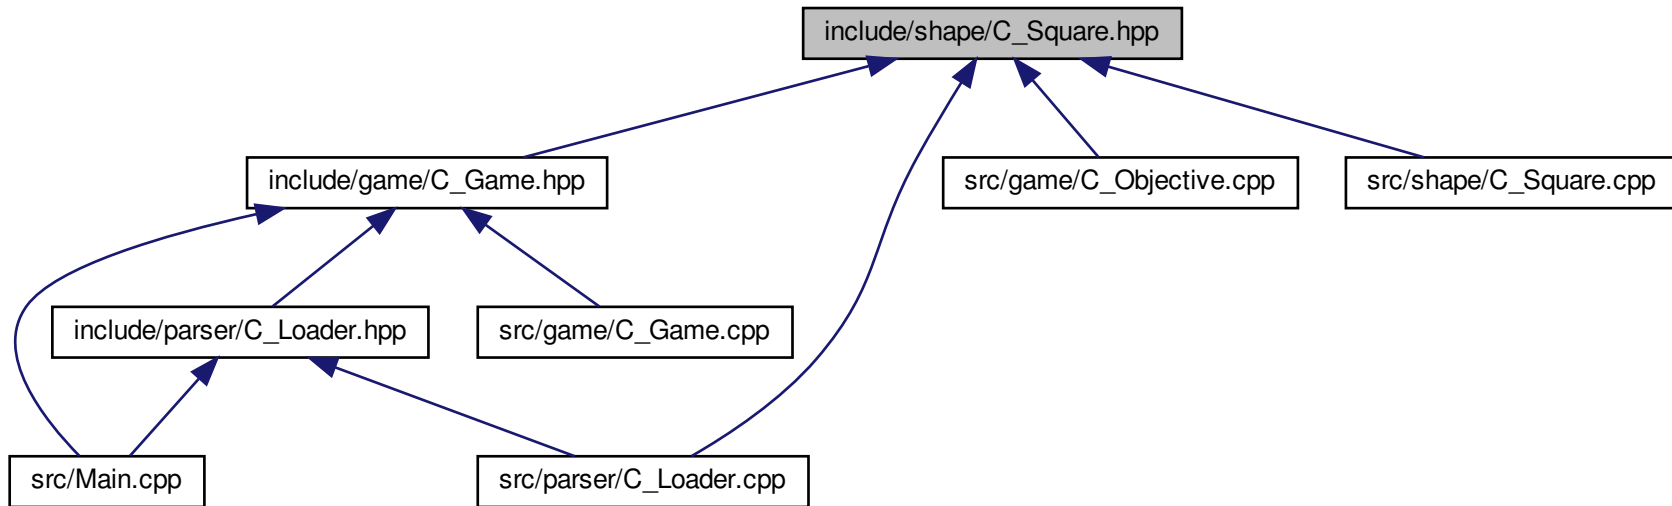 include/shape/C_Square.hpp
include/game/C_Game.hpp
src/game/C_Objective.cpp
src/shape/C_Square.cpp
include/parser/C_Loader.hpp
src/game/C_Game.cpp
src/Main.cpp
src/parser/C_Loader.cpp